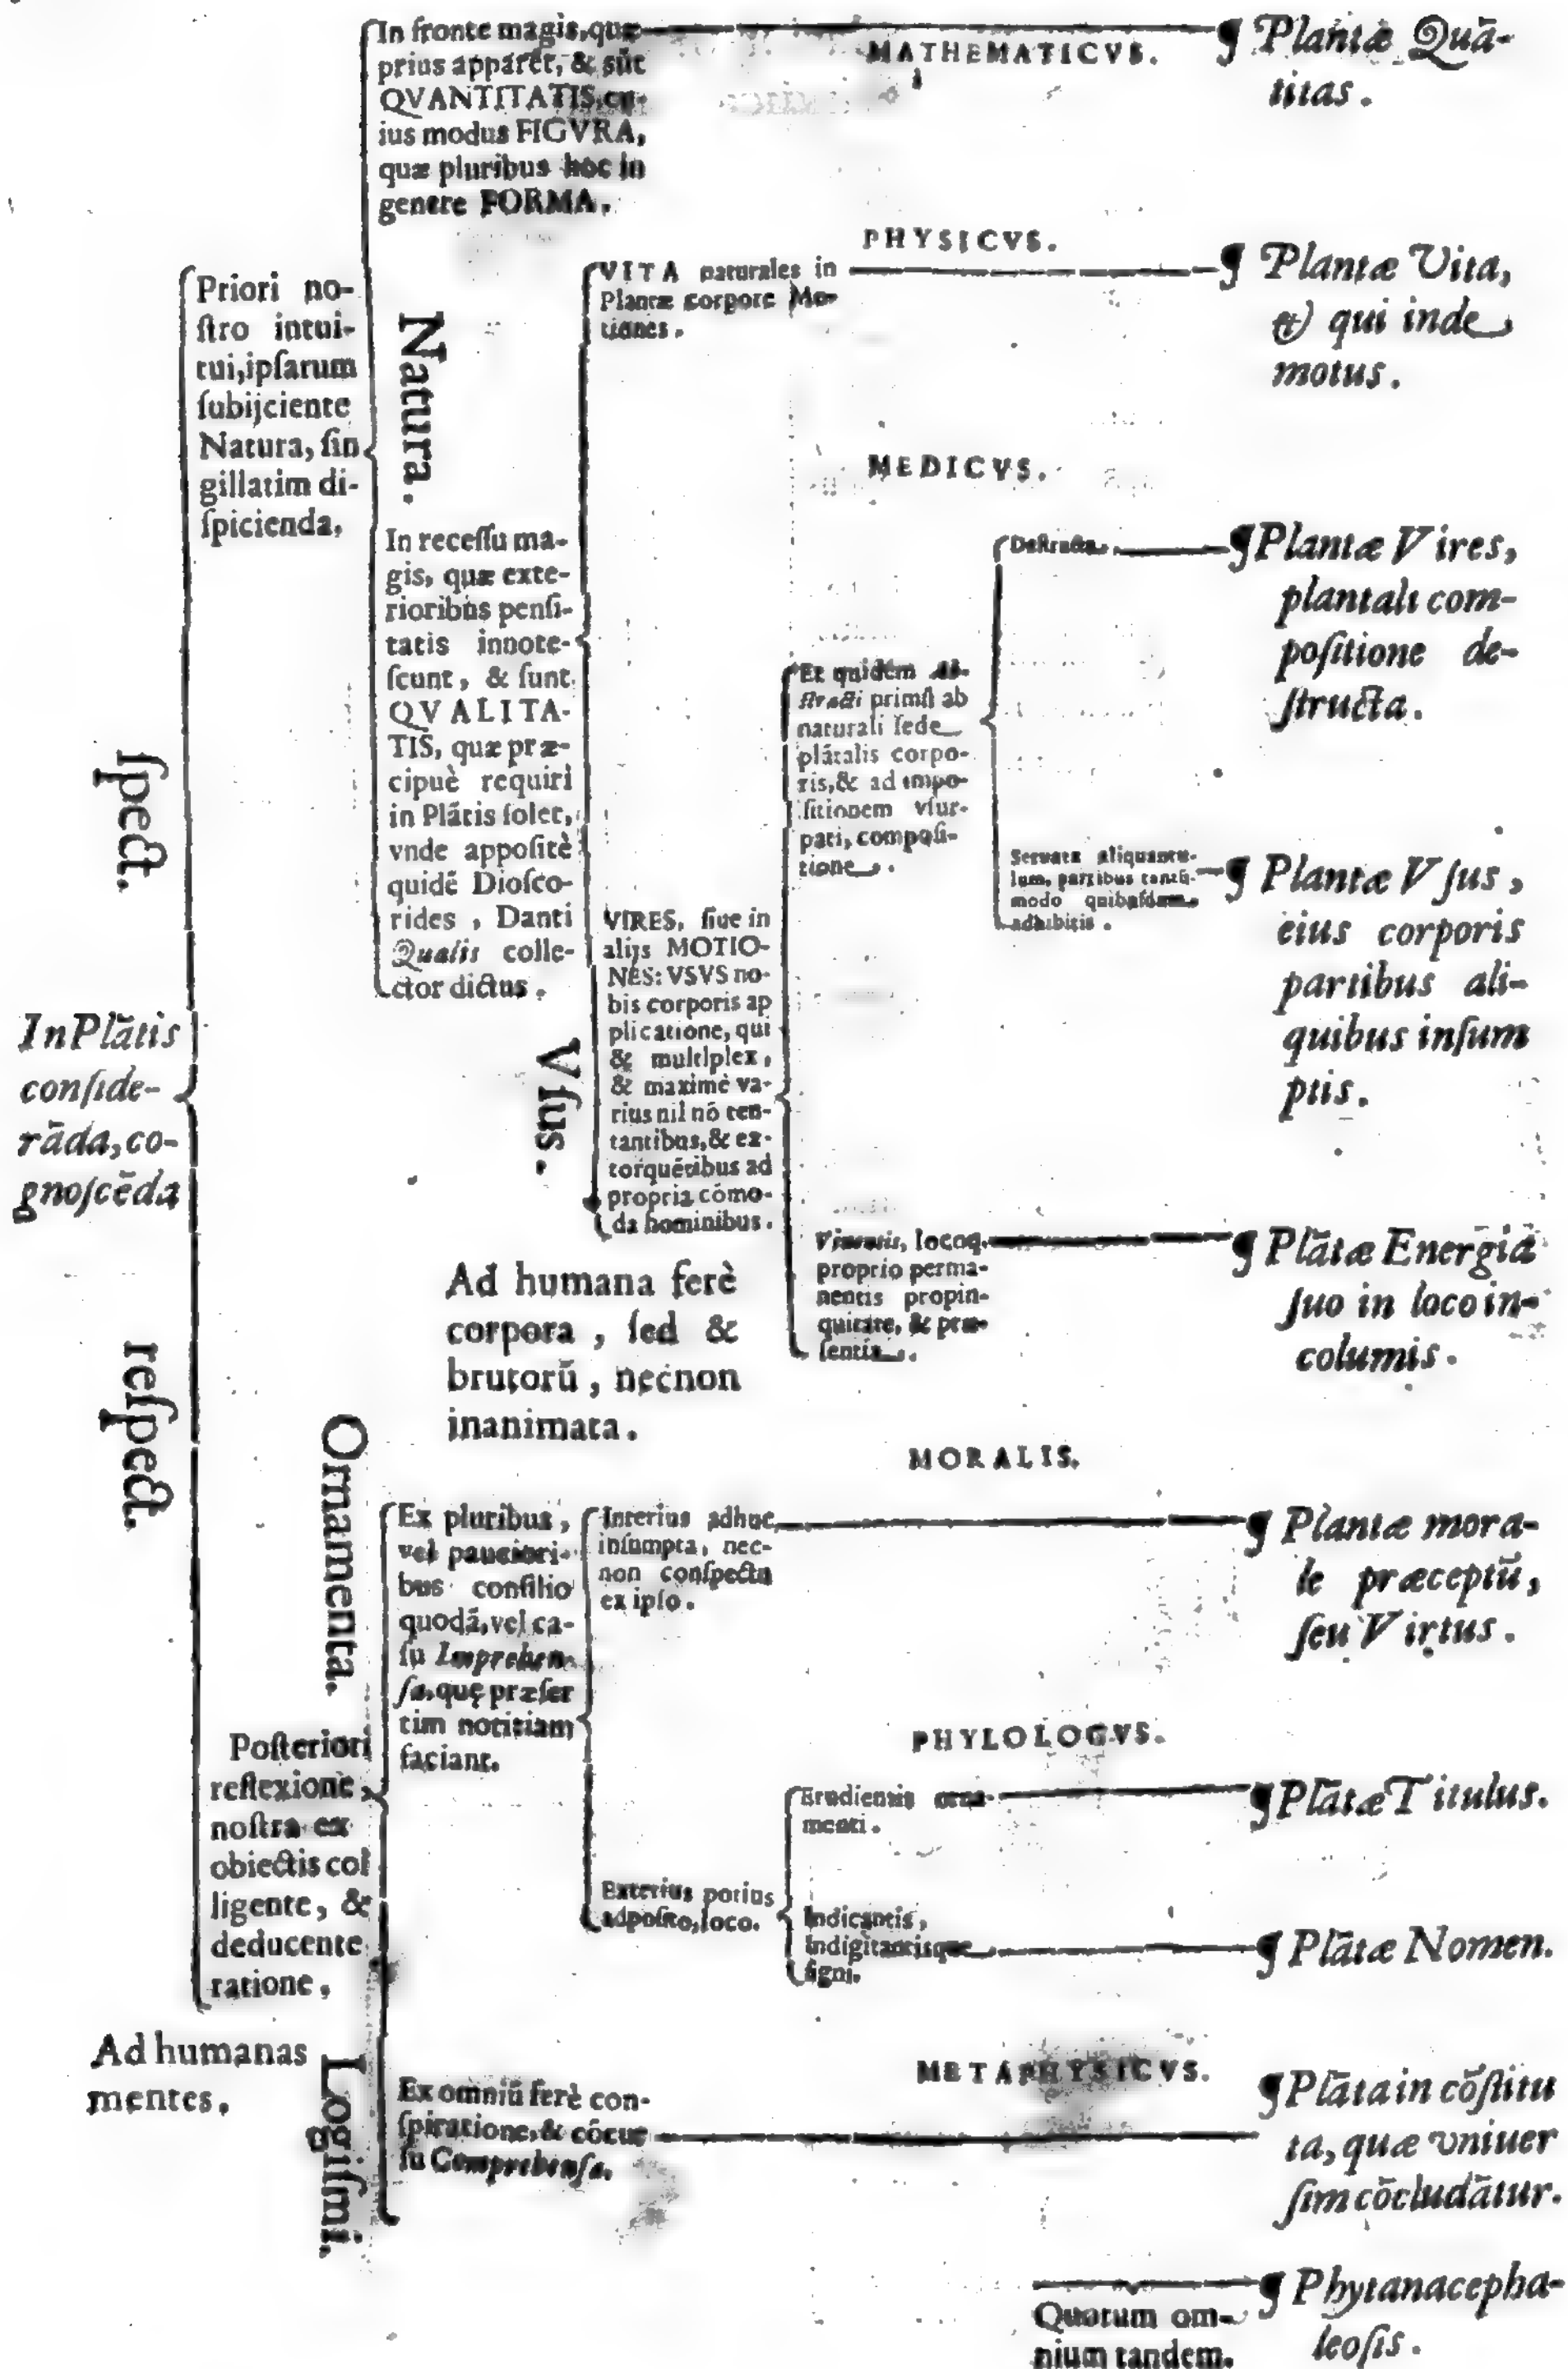 In Plãtis
conſide-
rãda, co-
gnoſcẽda
ſpect.
reſpect.
Priori no-
ſtro intui-
tui, ipſarum
ſubijciente
Natura, ſin
gillatim di-
ſpicienda,
Natura.
In fronte magis, quæ
prius apparẽt, & sũt
QVANTITATIS, cu-
ius modus FIGVRA,
quæ pluribus hoc in
genere FORMA.
MATHEMATICVS.
¶ Plantæ Quã-
titas.
In receſſu ma-
gis, quæ exte-
rioribus penſi-
tatis innote-
ſcunt, & ſunt
QVALITA-
TIS, quæ præ-
cipuè requiri
in Plãtis ſolet,
vnde appoſitè
quidẽ Dioſco-
rides, Danti
Qualis colle-
ctor dictus.
VITA naturales in
Plantæ corpore Mo-
tiones.
PHYSICVS.
¶ Plantæ Vita,
& qui inde
motus.
Vſus.
VIRES, ſiue in
alijs MOTIO-
NES: VSVS no-
bis corporis ap
plicatione, qui
& multiplex,
& maximè va-
rius nil nõ ten-
tantibus, & ex-
torquẽtibus ad
propria cõmo-
da hominibus.
Ad humana ferè
corpora, ſed &
brutorũ, necnon
inanimata.
MEDICVS.
Et quidem ab-
ſtracti primũ ab
naturali ſede
plãtalis corpo-
ris, & ad impo-
ſitionem vſur-
pati, compoſi-
tione.
Deſtructa.
¶ Plantæ Vires,
plantali com-
poſitione de-
ſtructa.
Seruata aliquantu-
lum, partibus tantũ-
modo quibuſdam
adhibitis.
¶ Plantæ Vſus,
eius corporis
partibus ali-
quibus inſum
ptis.
Viuentis, locoq.
proprio perma-
nentis propin-
quitate, & præ-
ſentia.
¶ Plãtæ Energia
ſuo in loco in-
columis.
Posteriori
reflexione
noſtra ex
obiectis col
ligente, &
deducente
ratione,
Ad humanas
mentes.
Ornamenta.
Ex pluribus,
vel pauciori-
bus conſilio
quodã, vel ca-
ſu Imprehen-
ſa, quę præſer
tim notitiam
faciant.
Interius adhuc
inſumpta, nec-
non conſpecta
ex ipſo.
MORALIS.
¶ Plantæ mora-
le præceptũ,
ſeu Virtus.
Exterius potius
adpoſito, loco.
PHYLOLOGVS.
Erudientis orna-
menti.
¶ Plãtæ Titulus.
Indicantis,
indigitantisque
ſigni.
¶ Plãtæ Nomen.
Logiſmi.
Ex omniũ ferè con-
ſpiratione, & cõcur
ſu Comprehenſa.
METAPHYSICVS.
¶ Plãta in cõſtitu
ta, quæ vniuer
ſim cõcludãtur.
Quorum om-
nium tandem.
¶ Phytanacepha-
leoſis.